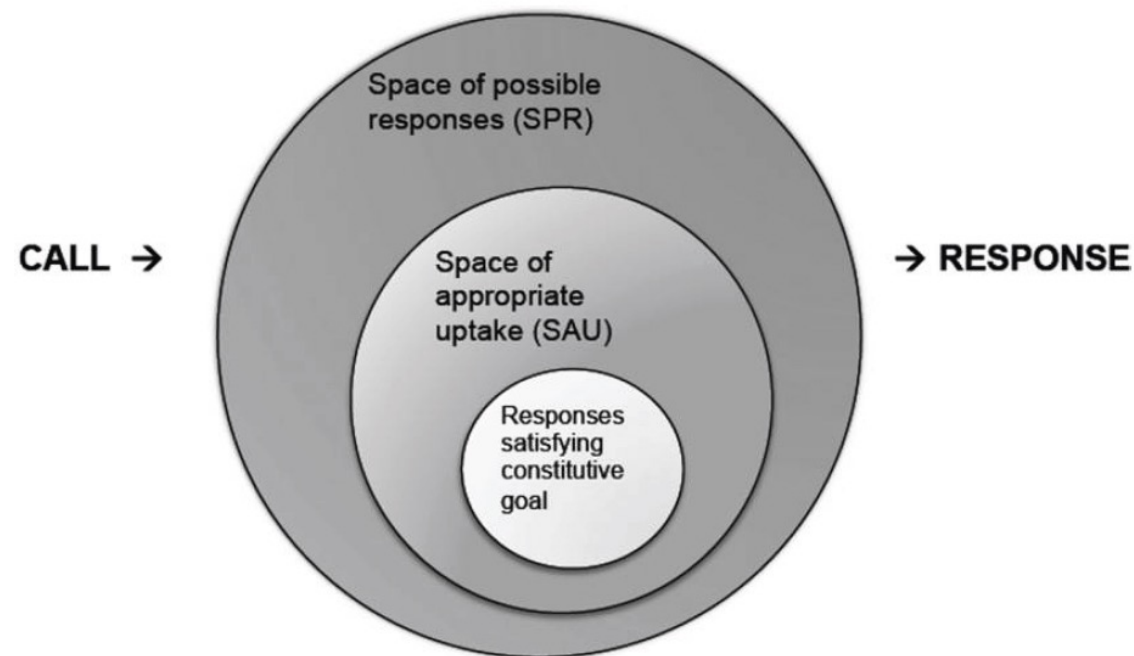 Space of possible
responses (SPR)
CALL → → RESPONSE
Space of
appropriate
uptake (SAU)
Responses
satisfying
constitutive
goal